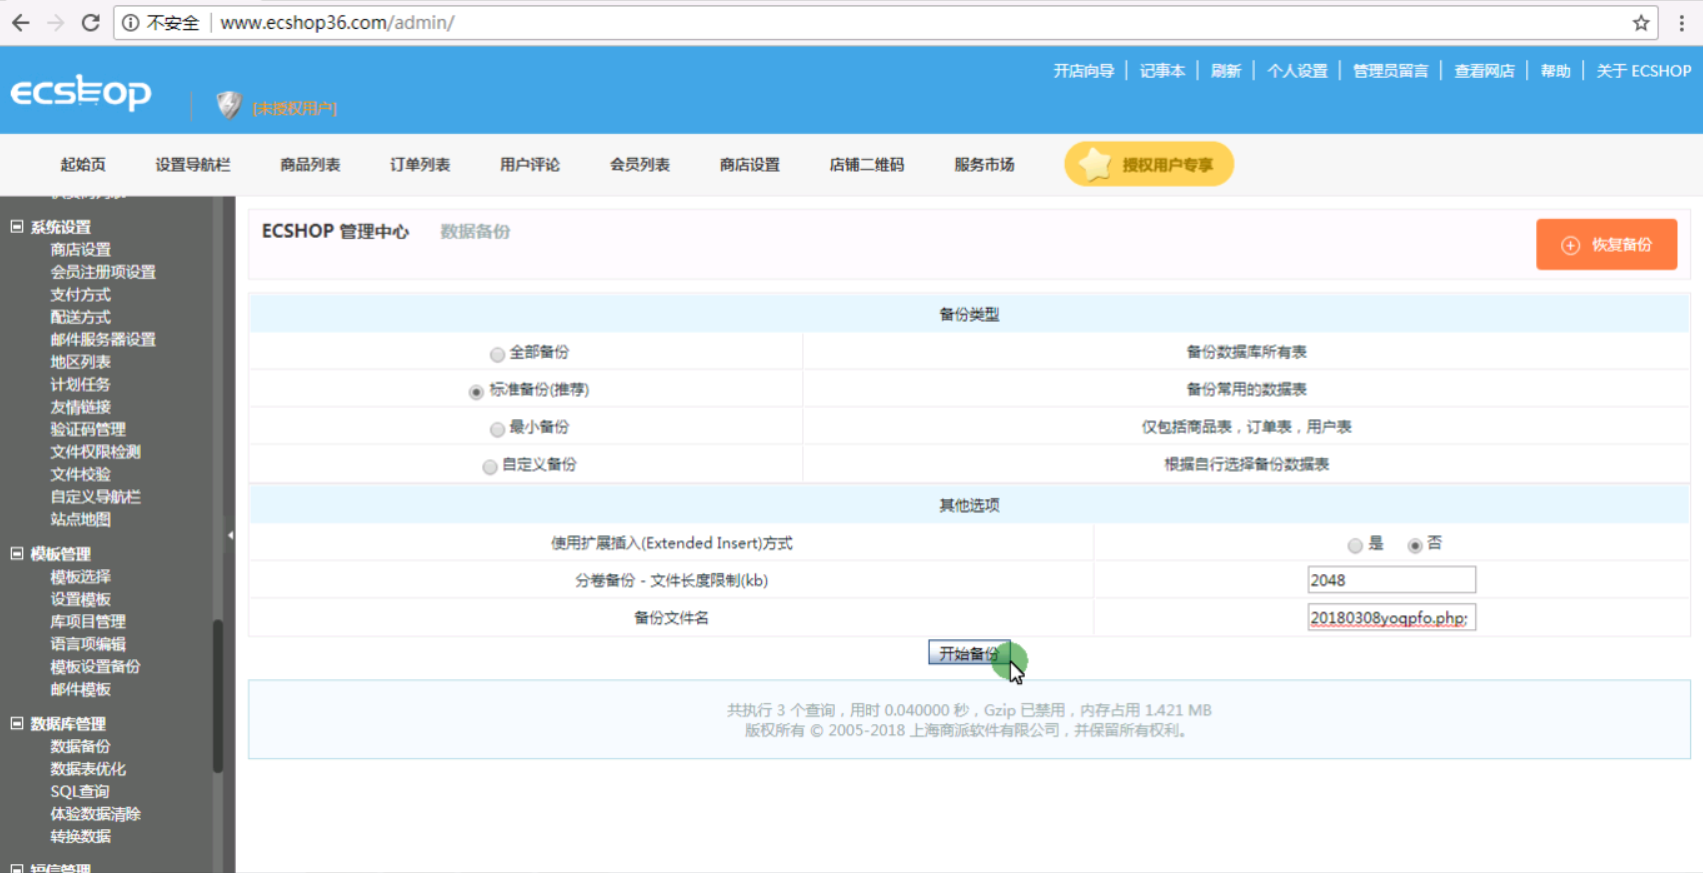 不安全 | www.ecshop36.com/admin/
ECSHOP
[未授权用户]
开店向导 | 记事本 | 刷新 | 个人设置 | 管理员留言 | 查看网店 | 帮助 | 关于 ECSHOP
起始页 设置导航栏 商品列表 订单列表 用户评论 会员列表 商店设置 店铺二维码 服务市场 授权用户专享
系统设置
商店设置
会员注册项设置
支付方式
配送方式
邮件服务器设置
地区列表
计划任务
友情链接
验证码管理
文件权限检测
文件校验
自定义导航栏
站点地图
模板管理
模板选择
设置模板
库项目管理
语言项编辑
模板设置备份
邮件模板
数据库管理
数据备份
数据表优化
SQL查询
体验数据清除
转换数据
短信管理
ECSHOP 管理中心 数据备份
恢复备份
备份类型
全部备份 备份数据库所有表
标准备份(推荐) 备份常用的数据表
最小备份 仅包括商品表，订单表，用户表
自定义备份 根据自行选择备份数据表
其他选项
使用扩展插入(Extended Insert)方式 是 否
分卷备份 - 文件长度限制(kb) 2048
备份文件名 20180308yoqpfo.php;
开始备份
共执行 3 个查询，用时 0.040000 秒，Gzip 已禁用，内存占用 1.421 MB
版权所有 © 2005-2018 上海商派软件有限公司，并保留所有权利。